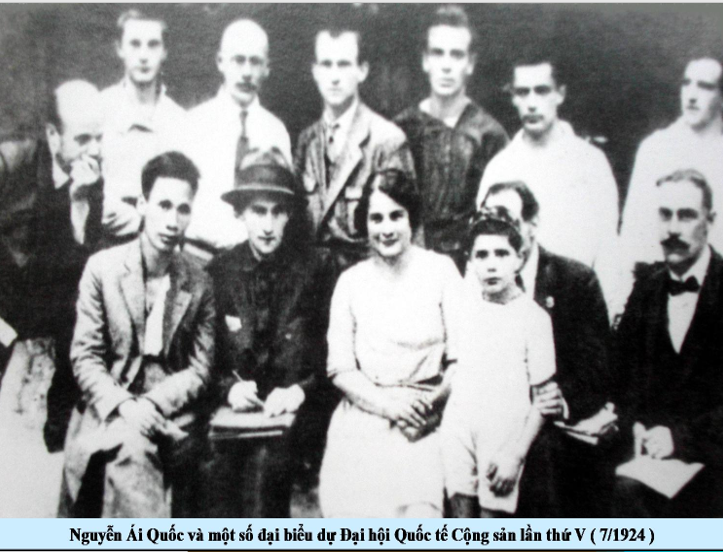 Nguyễn Ái Quốc và một số đại biểu dự Đại hội Quốc tế Cộng sản lần thứ V ( 7/1924 )